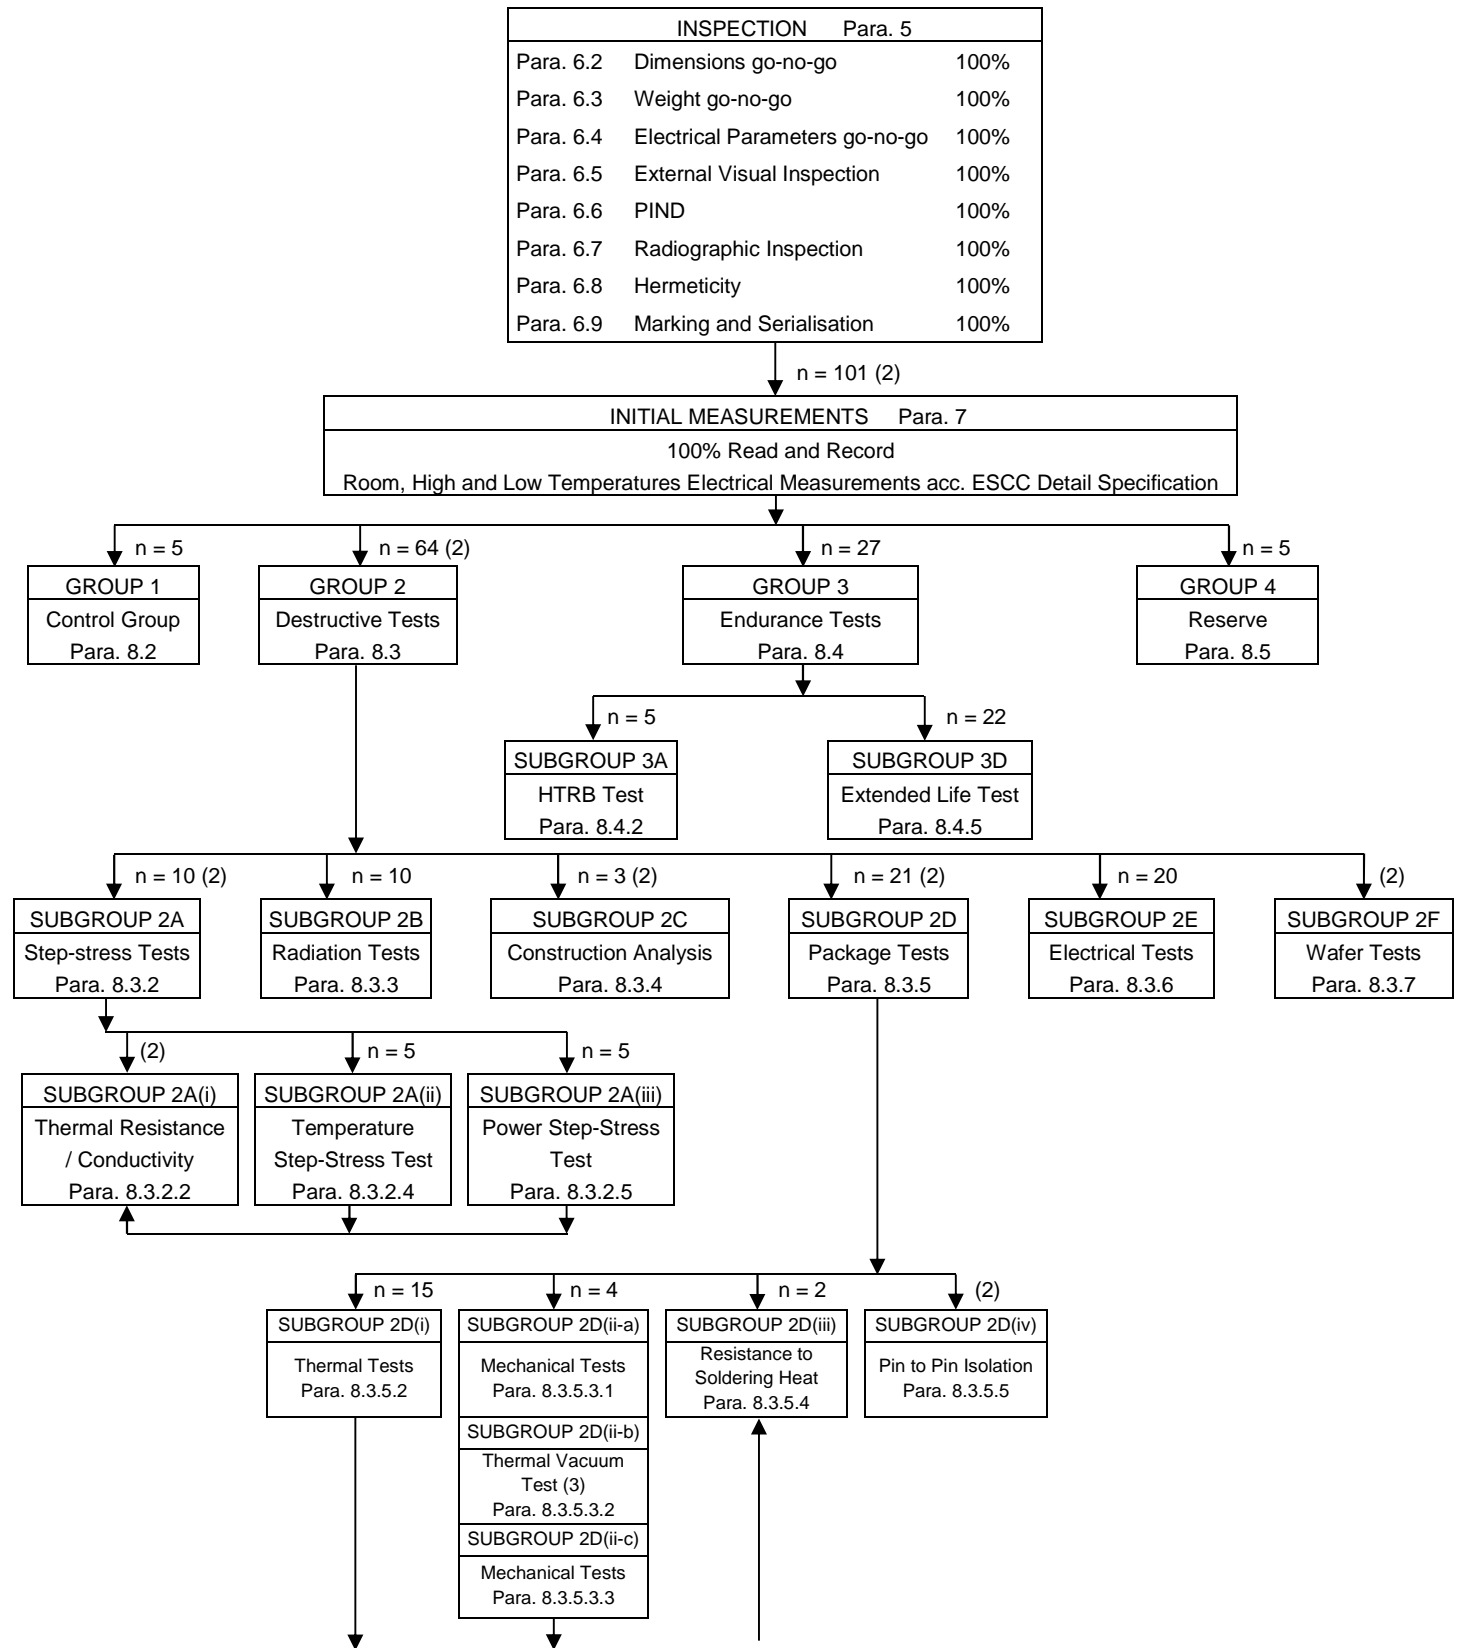 INSPECTION Para. 5
Para. 6.2 Dimensions go-no-go 100%
Para. 6.3 Weight go-no-go 100%
Para. 6.4 Electrical Parameters go-no-go 100%
Para. 6.5 External Visual Inspection 100%
Para. 6.6 PIND 100%
Para. 6.7 Radiographic Inspection 100%
Para. 6.8 Hermeticity 100%
Para. 6.9 Marking and Serialisation 100%
n = 101 (2)
INITIAL MEASUREMENTS Para. 7
100% Read and Record
Room, High and Low Temperatures Electrical Measurements acc. ESCC Detail Specification
n = 5
GROUP 1
Control Group
Para. 8.2
n = 64 (2)
GROUP 2
Destructive Tests
Para. 8.3
n = 27
GROUP 3
Endurance Tests
Para. 8.4
n = 5
GROUP 4
Reserve
Para. 8.5
n = 5
SUBGROUP 3A
HTRB Test
Para. 8.4.2
n = 22
SUBGROUP 3D
Extended Life Test
Para. 8.4.5
n = 10 (2)
SUBGROUP 2A
Step-stress Tests
Para. 8.3.2
n = 10
SUBGROUP 2B
Radiation Tests
Para. 8.3.3
n = 3 (2)
SUBGROUP 2C
Construction Analysis
Para. 8.3.4
n = 21 (2)
SUBGROUP 2D
Package Tests
Para. 8.3.5
n = 20
SUBGROUP 2E
Electrical Tests
Para. 8.3.6
(2)
SUBGROUP 2F
Wafer Tests
Para. 8.3.7
(2)
SUBGROUP 2A(i)
Thermal Resistance
/ Conductivity
Para. 8.3.2.2
n = 5
SUBGROUP 2A(ii)
Temperature
Step-Stress Test
Para. 8.3.2.4
n = 5
SUBGROUP 2A(iii)
Power Step-Stress
Test
Para. 8.3.2.5
n = 15
SUBGROUP 2D(i)
Thermal Tests
Para. 8.3.5.2
n = 4
SUBGROUP 2D(ii-a)
Mechanical Tests
Para. 8.3.5.3.1
SUBGROUP 2D(ii-b)
Thermal Vacuum
Test (3)
Para. 8.3.5.3.2
SUBGROUP 2D(ii-c)
Mechanical Tests
Para. 8.3.5.3.3
n = 2
SUBGROUP 2D(iii)
Resistance to
Soldering Heat
Para. 8.3.5.4
(2)
SUBGROUP 2D(iv)
Pin to Pin Isolation
Para. 8.3.5.5